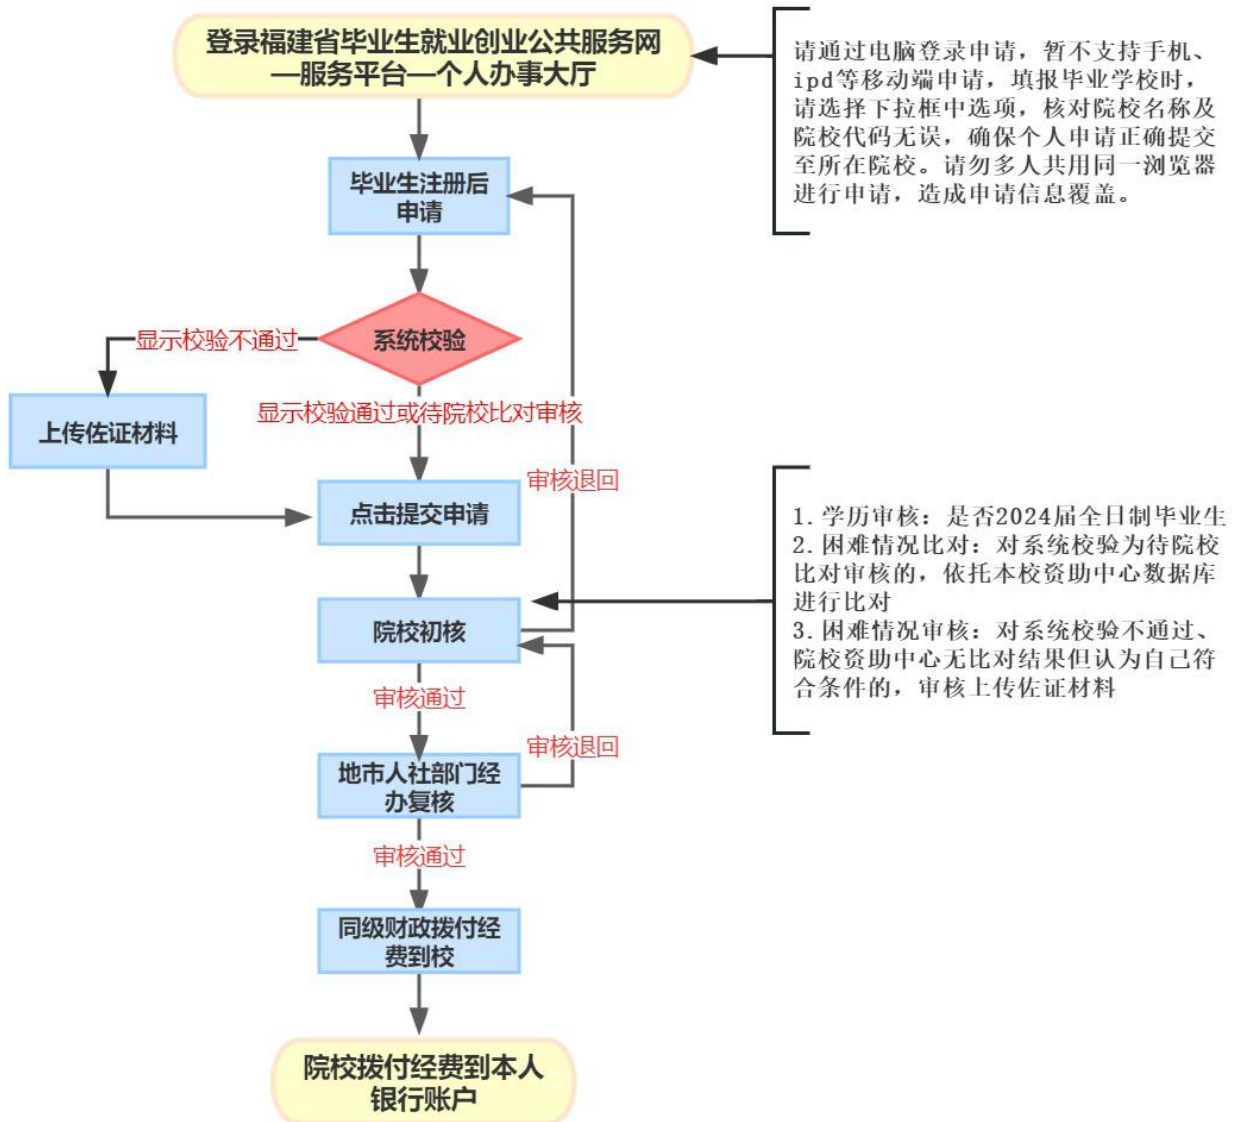 登录福建省毕业生就业创业公共服务网
—服务平台—个人办事大厅
请通过电脑登录申请，暂不支持手机、
ipd等移动端申请，填报毕业学校时，
请选择下拉框中选项，核对院校名称及
院校代码无误，确保个人申请正确提交
至所在院校。请勿多人共用同一浏览器
进行申请，造成申请信息覆盖。
毕业生注册后
申请
系统校验
显示校验不通过
上传佐证材料
显示校验通过或待院校比对审核
审核退回
点击提交申请
1.学历审核：是否2024届全日制毕业生
2.困难情况比对：对系统校验为待院校
比对审核的，依托本校资助中心数据库
进行比对
3.困难情况审核：对系统校验不通过、
院校资助中心无比对结果但认为自己符
合条件的，审核上传佐证材料
院校初核
审核通过
审核退回
地市人社部门经
办复核
审核通过
同级财政拨付经
费到校
院校拨付经费到本人
银行账户